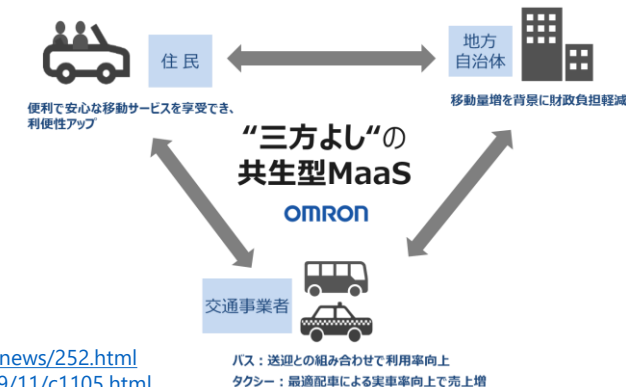 住民
地方
自治体
便利で安心な移動サービスを享受でき、
利便性アップ
移動量増を背景に財政負担軽減
“三方よし“の
共生型MaaS
OMRON
交通事業者
news/252.html
9/11/c1105.html
バス：送迎との組み合わせで利用率向上
タクシー：最適配車による実車率向上で売上増